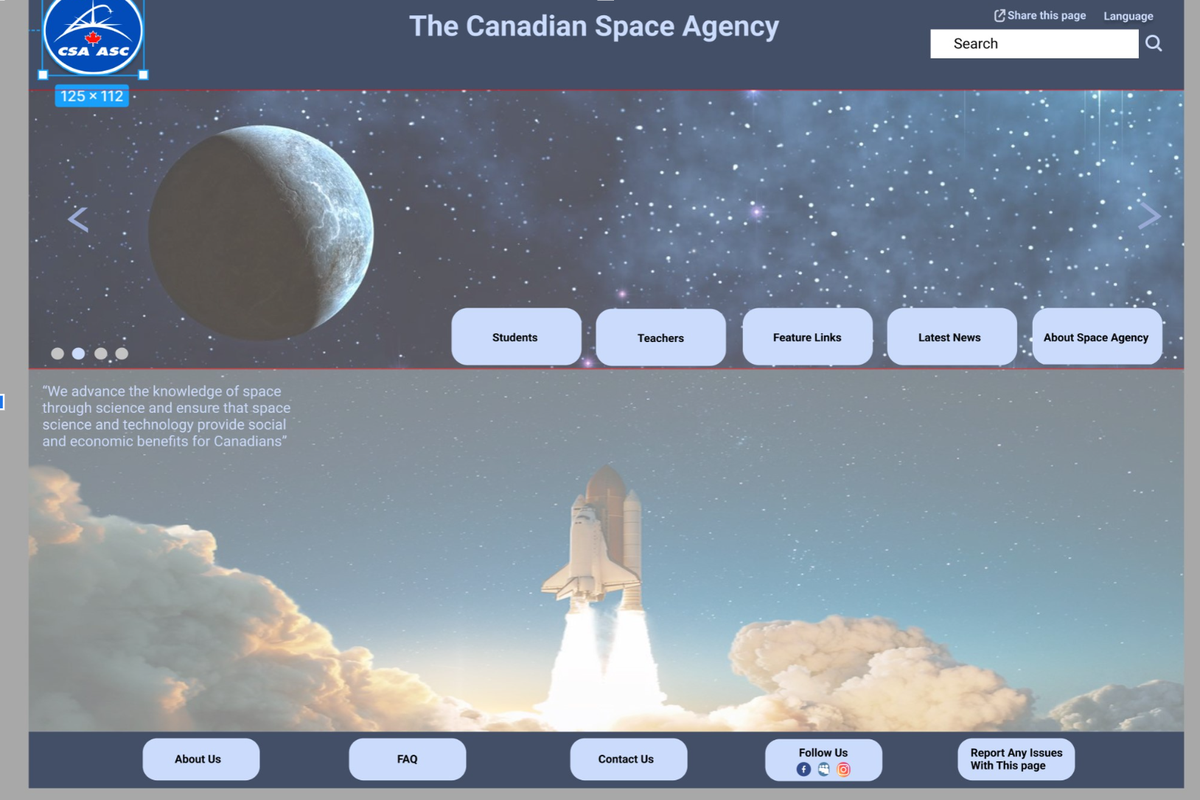 CSA ASC
The Canadian Space Agency
Share this page
Language
Search
125 × 112
Students
Teachers
Feature Links
Latest News
About Space Agency
“We advance the knowledge of space
through science and ensure that space
science and technology provide social
and economic benefits for Canadians”
About Us
FAQ
Contact Us
Follow Us
Report Any Issues
With This page